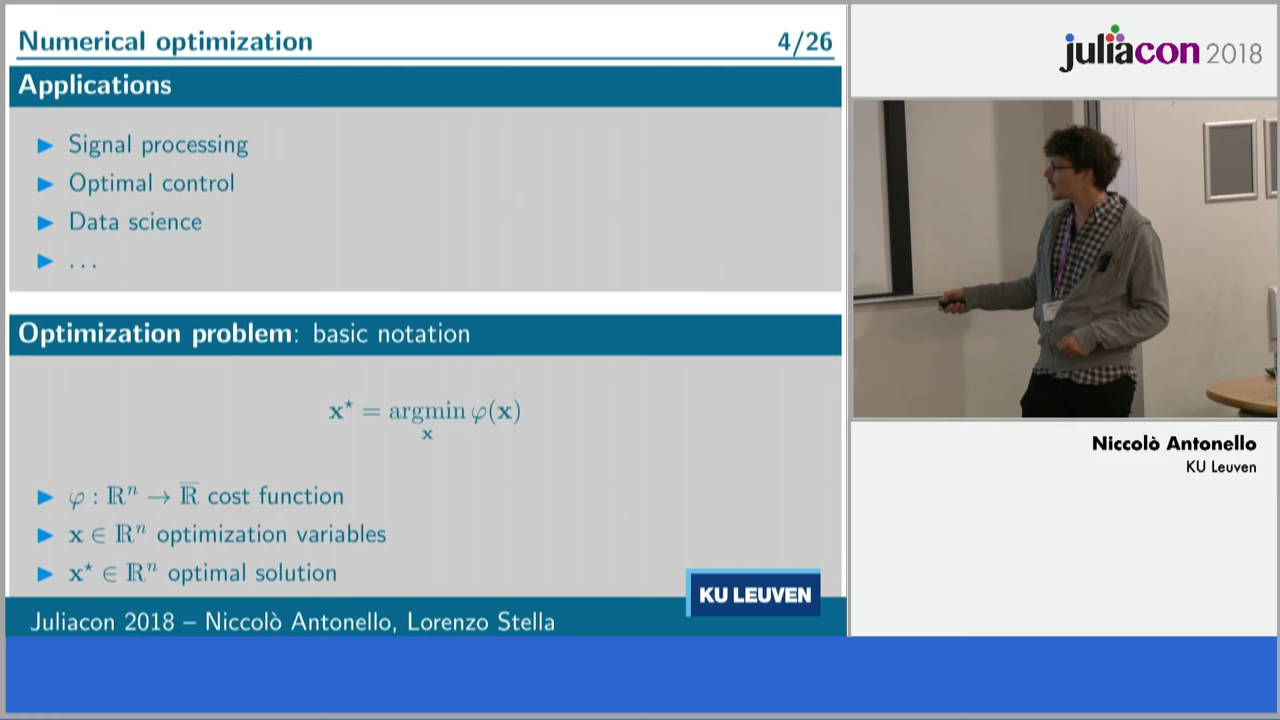 Numerical optimization 4/26
Applications
► Signal processing
► Optimal control
► Data science
► . . .
Optimization problem: basic notation
x⋆ = argmin φ(x)
x
► φ : ℝⁿ → ℝ̅ cost function
► x ∈ ℝⁿ optimization variables
► x⋆ ∈ ℝⁿ optimal solution
KU LEUVEN
Juliacon 2018 – Niccolò Antonello, Lorenzo Stella
juliacon 2018
Niccolò Antonello
KU Leuven